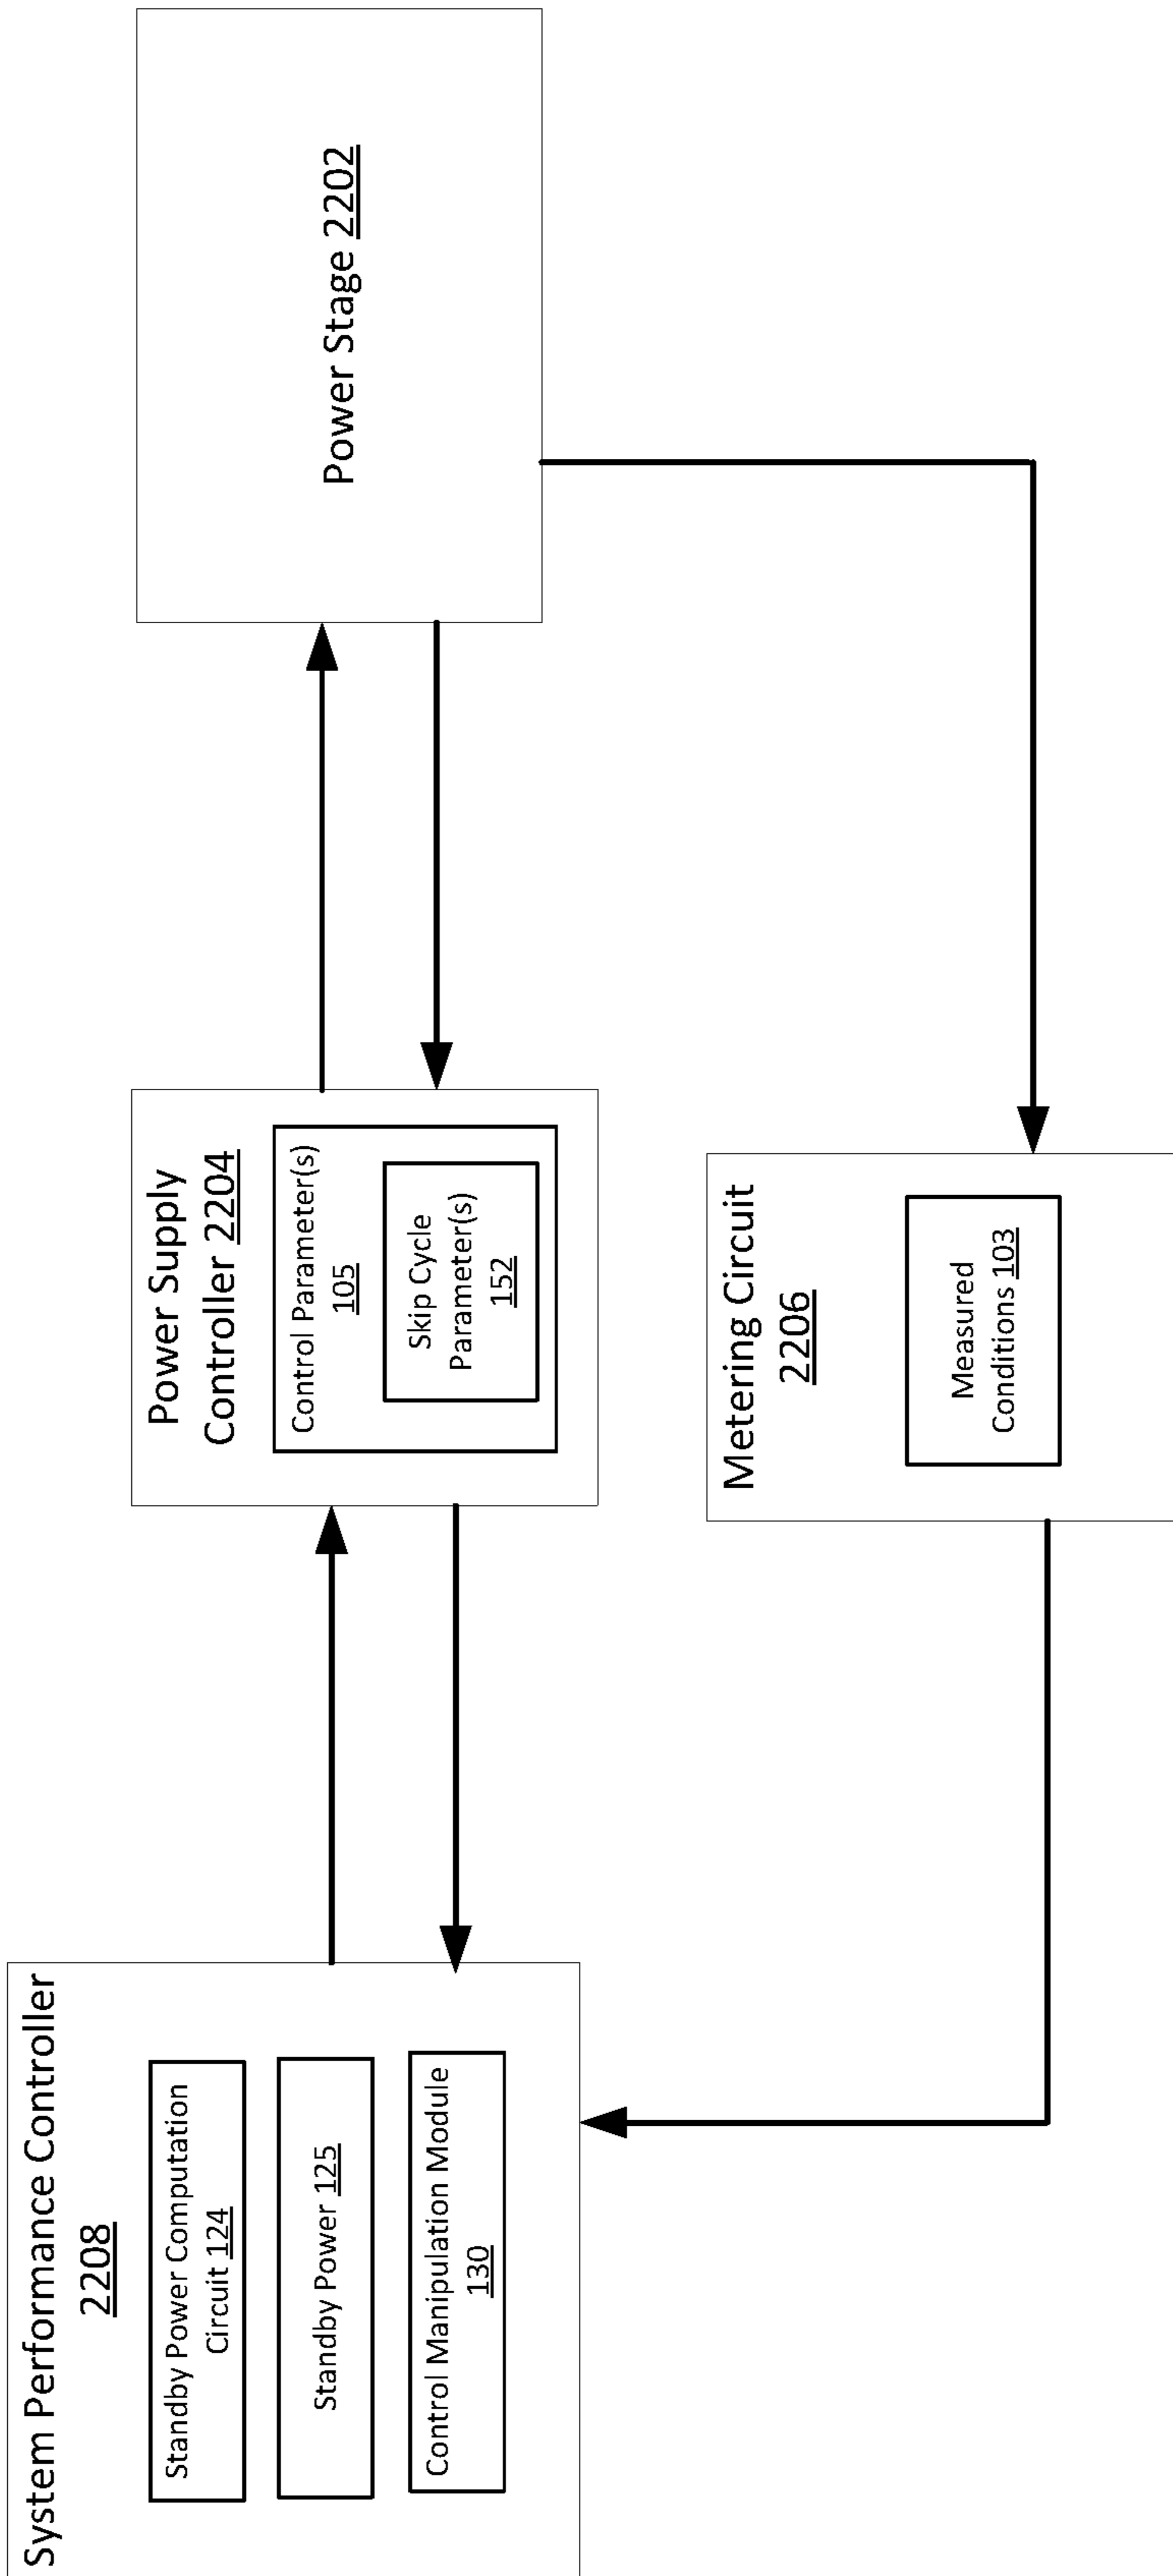 System Performance Controller
2208
Standby Power Computation
Circuit 124
Standby Power 125
Control Manipulation Module
130
Power Supply
Controller 2204
Control Parameter(s)
105
Skip Cycle
Parameter(s)
152
Power Stage 2202
Metering Circuit
2206
Measured
Conditions 103